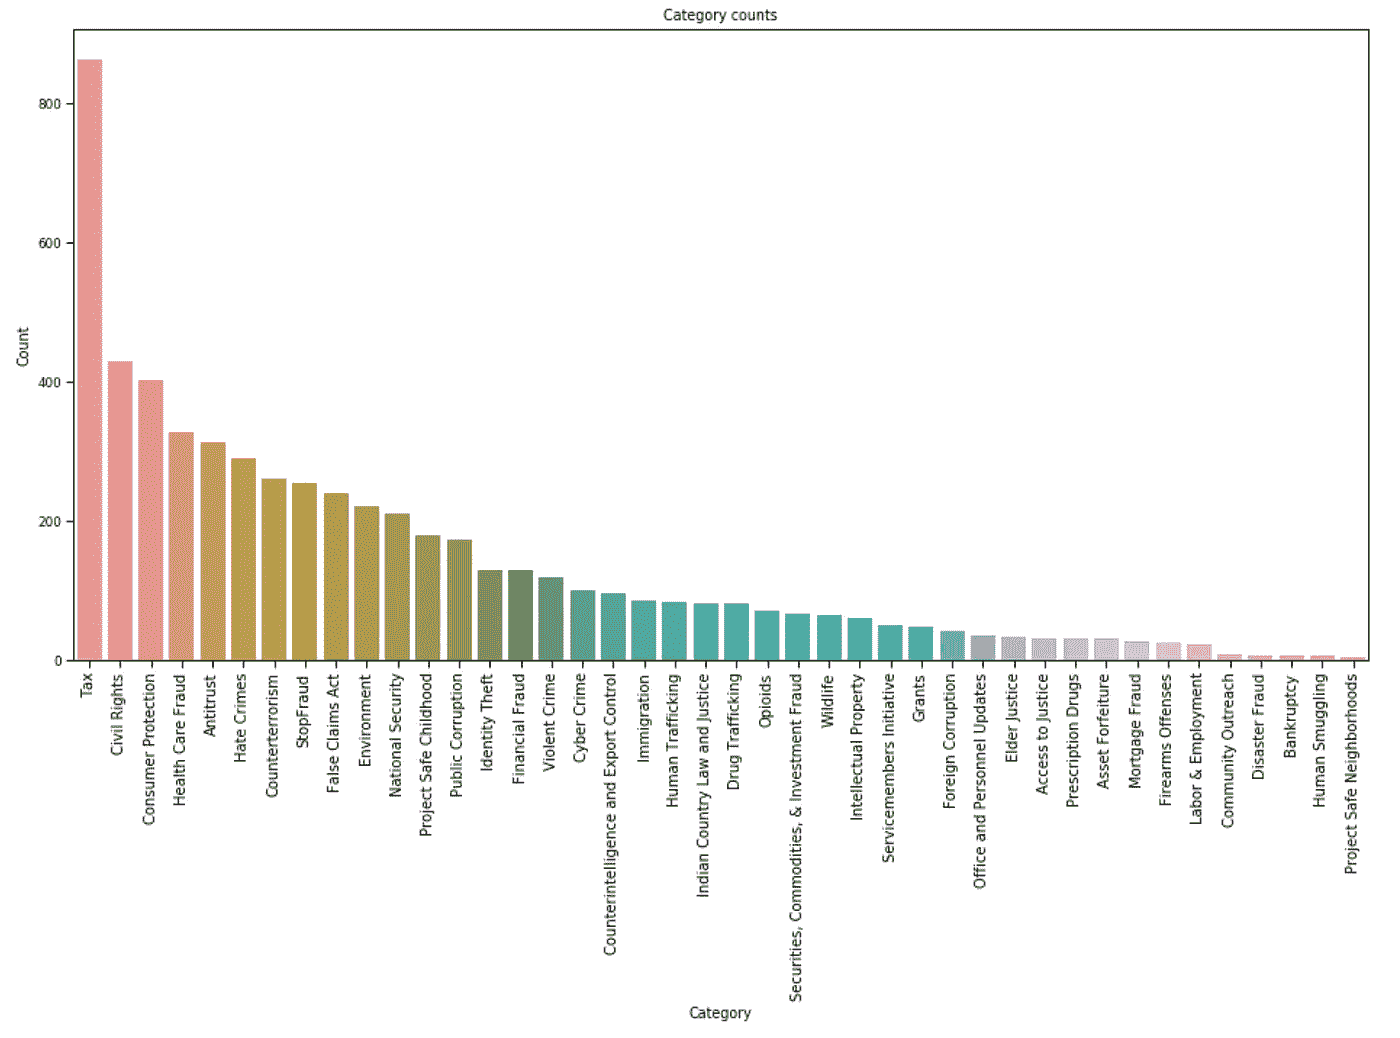 Category counts
Count
800
600
400
200
0
Tax
Civil Rights
Consumer Protection
Health Care Fraud
Antitrust
Hate Crimes
Counterterrorism
StopFraud
False Claims Act
Environment
National Security
Project Safe Childhood
Public Corruption
Identity Theft
Financial Fraud
Violent Crime
Cyber Crime
Counterintelligence and Export Control
Immigration
Human Trafficking
Indian Country Law and Justice
Drug Trafficking
Opioids
Securities, Commodities, & Investment Fraud
Wildlife
Intellectual Property
Servicemembers Initiative
Grants
Foreign Corruption
Office and Personnel Updates
Elder Justice
Access to Justice
Prescription Drugs
Asset Forfeiture
Mortgage Fraud
Firearms Offenses
Labor & Employment
Community Outreach
Disaster Fraud
Bankruptcy
Human Smuggling
Project Safe Neighborhoods
Category